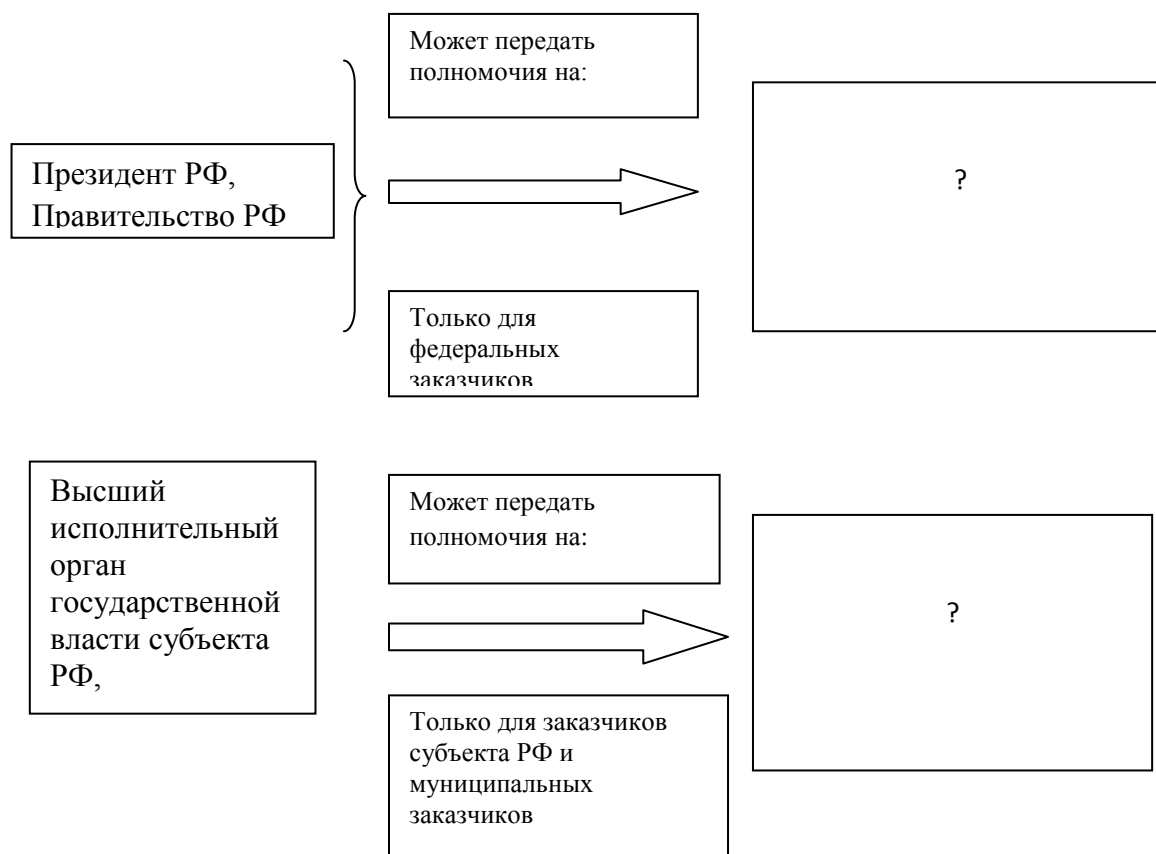 Может передать
полномочия на:
Президент РФ,
Правительство РФ
?
Только для
федеральных
заказчиков
Высший
исполнительный
орган
государственной
власти субъекта
РФ,
Может передать
полномочия на:
?
Только для заказчиков
субъекта РФ и
муниципальных
заказчиков